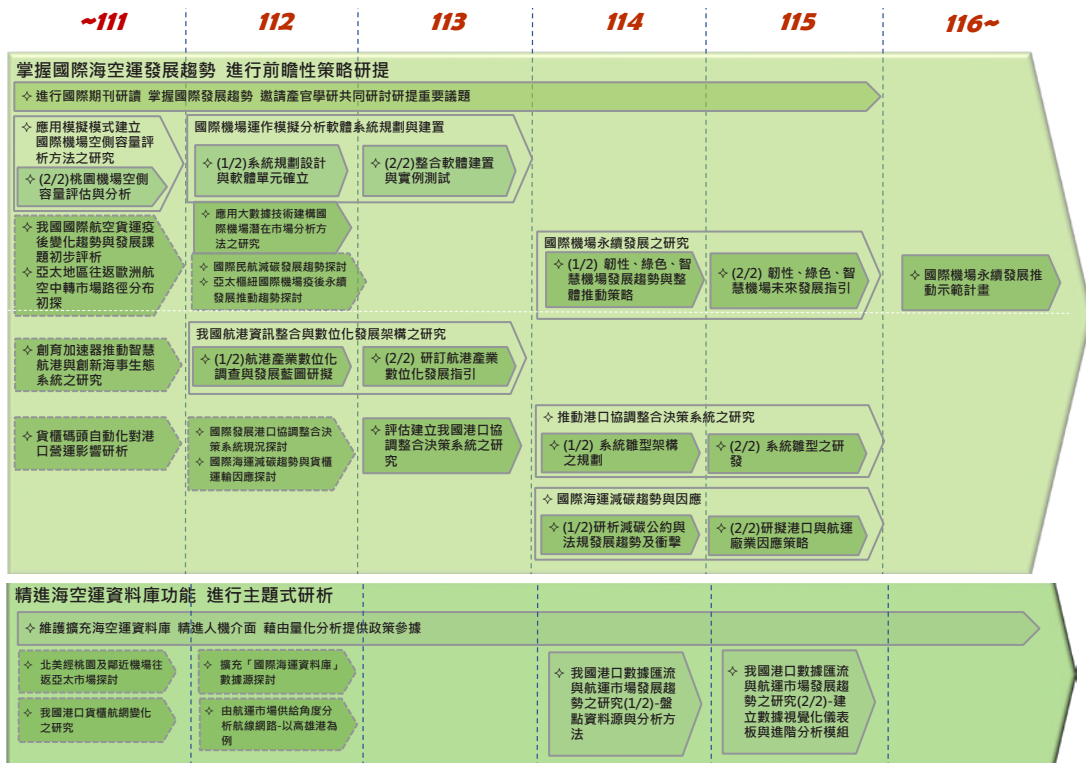 ~111
112
113
114
115
116~
掌握國際海空運發展趨勢 進行前瞻性策略研提
✧ 進行國際期刊研讀 掌握國際發展趨勢 邀請產官學研共同研討研提重要議題
✧ 應用模擬模式建立
國際機場空側容量評
析方法之研究
✧ (2/2)桃園機場空側
容量評估與分析
國際機場運作模擬分析軟體系統規劃與建置
✧ (1/2)系統規劃設計
與軟體單元確立
✧ (2/2)整合軟體建置
與實例測試
✧ 我國國際航空貨運疫
後變化趨勢與發展課
題初步評析
✧ 亞太地區往返歐洲航
空中轉市場路徑分布
初探
✧ 應用大數據技術建構國
際機場潛在市場分析方
法之研究
✧ 國際民航減碳發展趨勢探討
✧ 亞太樞紐國際機場疫後永續
發展推動趨勢探討
國際機場永續發展之研究
✧ (1/2) 韌性、綠色、智
慧機場發展趨勢與整
體推動策略
✧ (2/2) 韌性、綠色、智
慧機場未來發展指引
✧ 國際機場永續發展推
動示範計畫
我國航港資訊整合與數位化發展架構之研究
✧ 創育加速器推動智慧
航港與創新海事生態
系統之研究
✧ (1/2)航港產業數位化
調查與發展藍圖研擬
✧ (2/2) 研訂航港產業
數位化發展指引
✧ 貨櫃碼頭自動化對港
口營運影響研析
✧ 國際發展港口協調整合決
策系統現況探討
✧ 國際海運減碳趨勢與貨櫃
運輸因應探討
✧ 評估建立我國港口協
調整合決策系統之研
究
✧ 推動港口協調整合決策系統之研究
✧ (1/2) 系統雛型架構
之規劃
✧ (2/2) 系統雛型之研
發
✧ 國際海運減碳趨勢與因應
✧ (1/2)研析減碳公約與
法規發展趨勢及衝擊
✧ (2/2)研擬港口與航運
廠業因應策略
精進海空運資料庫功能 進行主題式研析
✧ 維護擴充海空運資料庫 精進人機介面 藉由量化分析提供政策參據
✧ 北美經桃園及鄰近機場往
返亞太市場探討
✧ 我國港口貨櫃航網變化
之研究
✧ 擴充「國際海運資料庫」
數據源探討
✧ 由航運市場供給角度分
析航線網路-以高雄港為
例
✧ 我國港口數據匯流
與航運市場發展趨
勢之研究(1/2)-盤
點資料源與分析方
法
✧ 我國港口數據匯流
與航運市場發展趨
勢之研究(2/2)-建
立數據視覺化儀表
板與進階分析模組